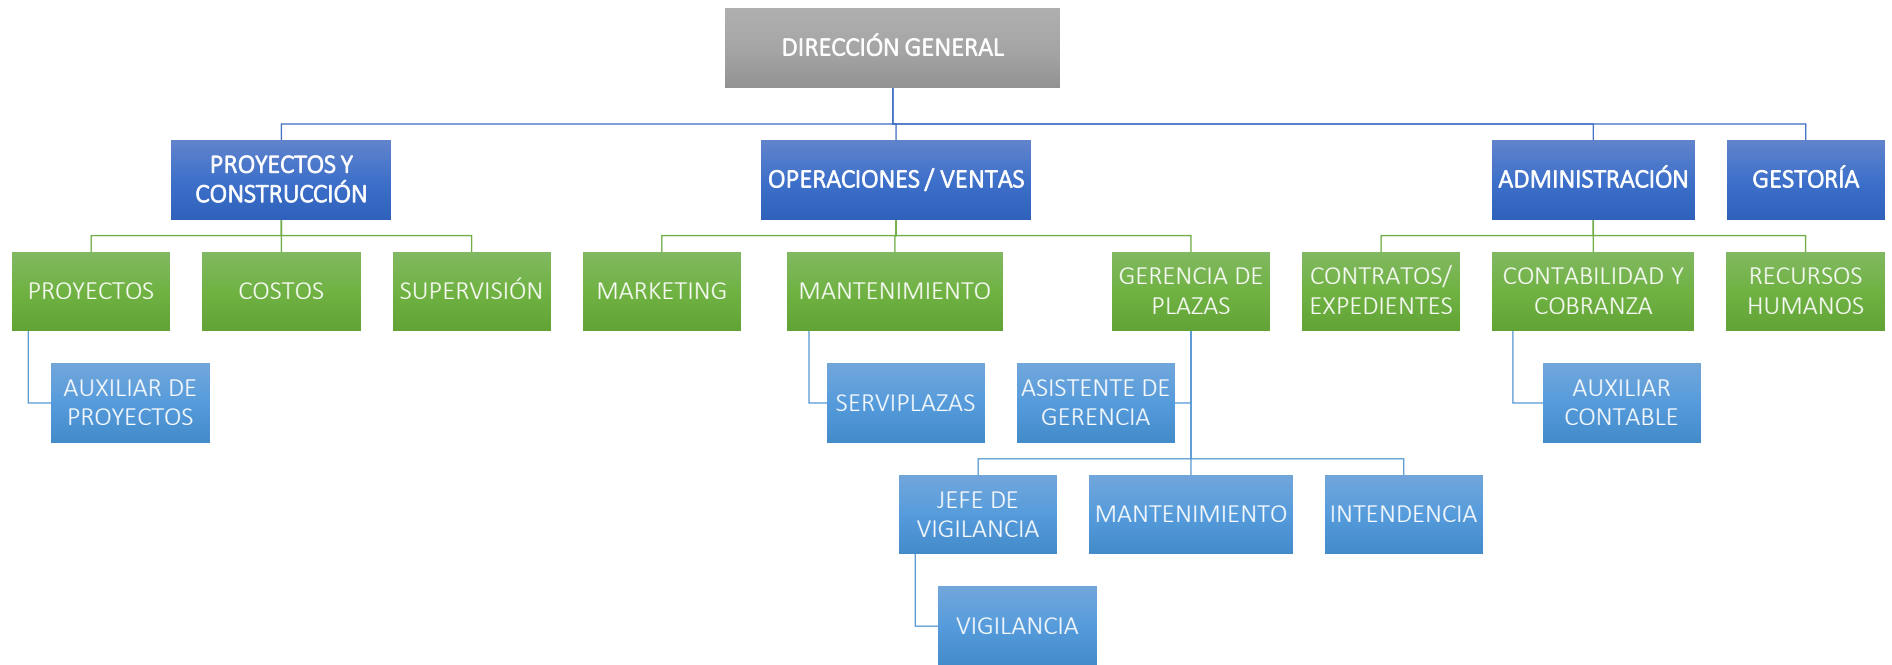 DIRECCIÓN GENERAL
PROYECTOS Y
CONSTRUCCIÓN
OPERACIONES / VENTAS
ADMINISTRACIÓN
GESTORÍA
PROYECTOS
COSTOS
SUPERVISIÓN
MARKETING
MANTENIMIENTO
GERENCIA DE
PLAZAS
CONTRATOS/
EXPEDIENTES
CONTABILIDAD Y
COBRANZA
RECURSOS
HUMANOS
AUXILIAR DE
PROYECTOS
SERVIPLAZAS
ASISTENTE DE
GERENCIA
AUXILIAR
CONTABLE
JEFE DE
VIGILANCIA
MANTENIMIENTO
INTENDENCIA
VIGILANCIA